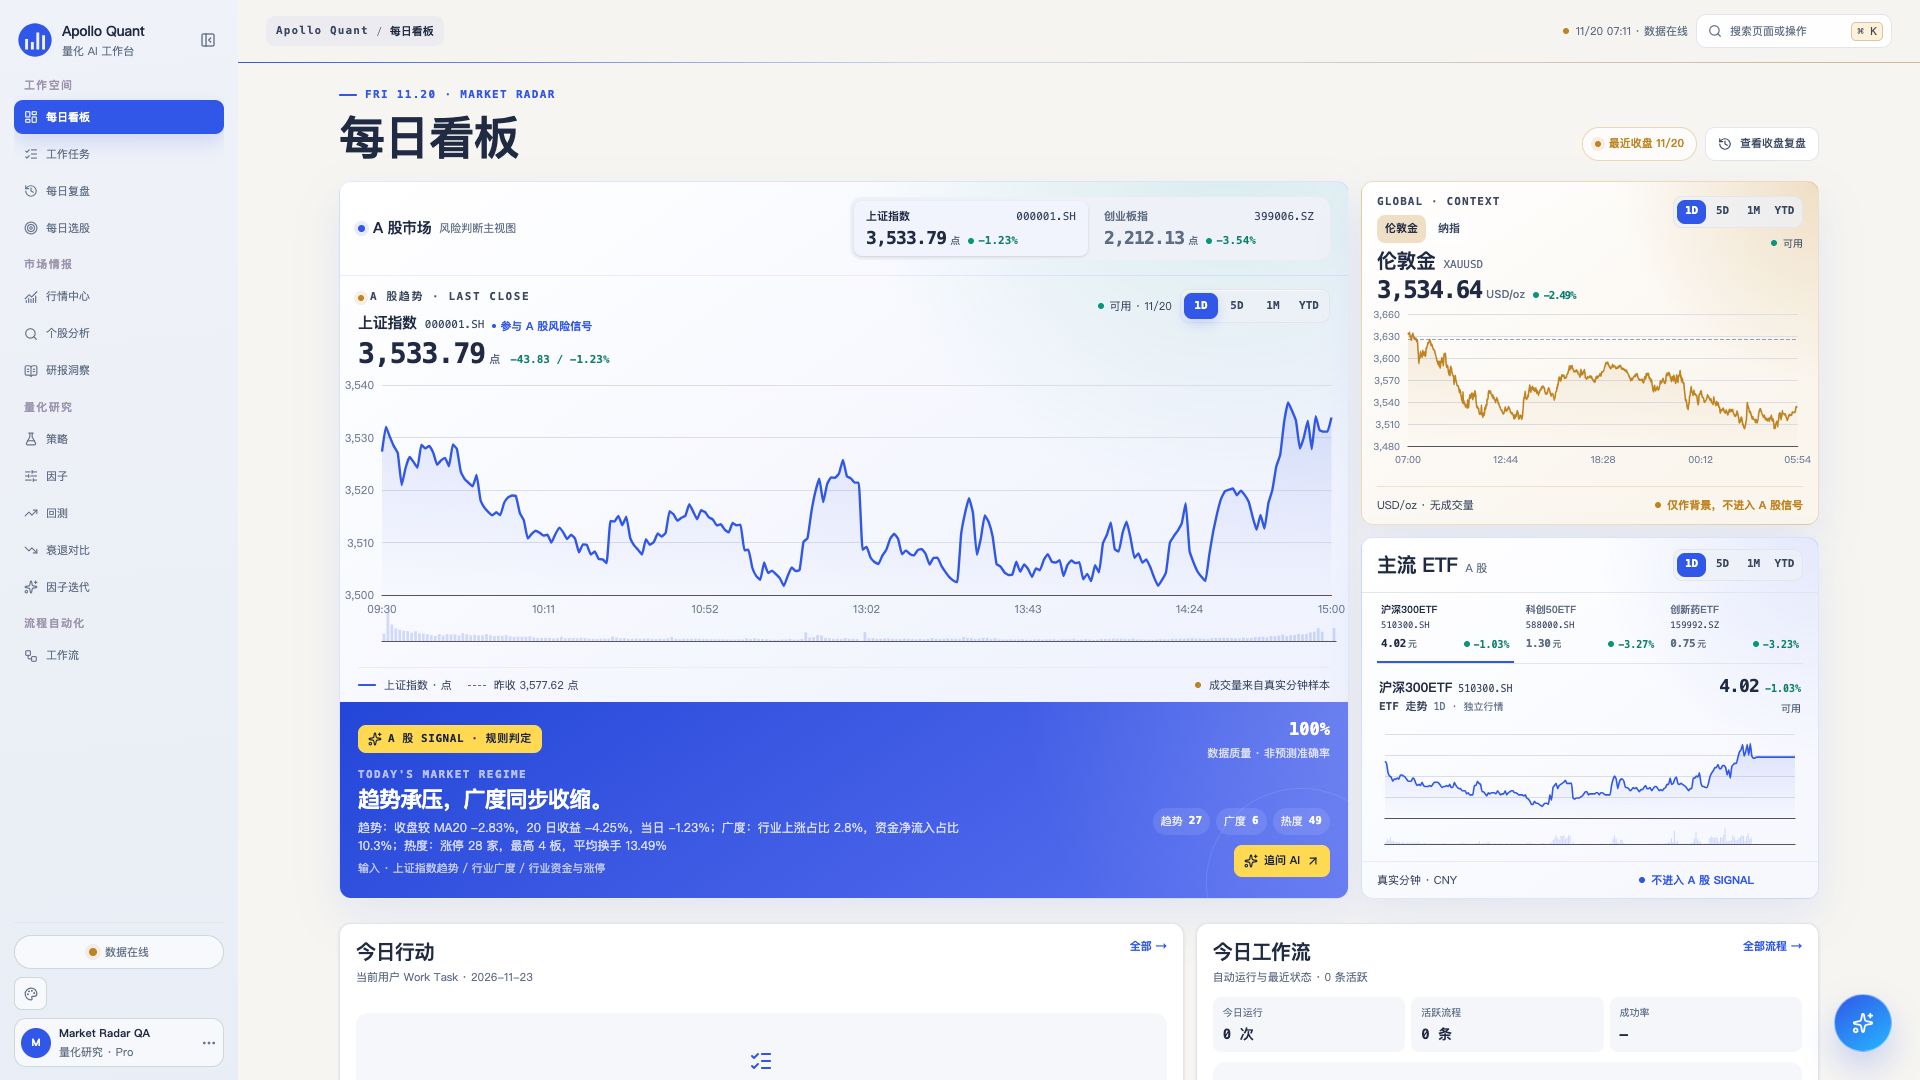 Apollo Quant
量化 AI 工作台
工作空间
每日看板
工作任务
每日复盘
每日选股
市场情报
行情中心
个股分析
研报洞察
量化研究
策略
因子
回测
衰退对比
因子迭代
流程自动化
工作流
数据在线
M
Market Radar QA
量化研究 · Pro
Apollo Quant / 每日看板
11/20 07:11 · 数据在线
搜索页面或操作
⌘ K
FRI 11.20 · MARKET RADAR
每日看板
最近收盘 11/20
查看收盘复盘
A 股市场 风险判断主视图
上证指数 000001.SH
3,533.79 点 −1.23%
创业板指 399006.SZ
2,212.13 点 −3.54%
A 股趋势 · LAST CLOSE
可用 · 11/20
1D 5D 1M YTD
上证指数 000001.SH 参与 A 股风险信号
3,533.79 点 −43.83 / −1.23%
3,540
3,530
3,520
3,510
3,500
09:30 10:11 10:52 13:02 13:43 14:24 15:00
上证指数 · 点 昨收 3,577.62 点
成交量来自真实分钟样本
A 股 SIGNAL · 规则判定
100%
数据质量 · 非预测准确率
TODAY'S MARKET REGIME
趋势承压，广度同步收缩。
趋势：收盘较 MA20 −2.83%，20 日收益 −4.25%，当日 −1.23%；广度：行业上涨占比 2.8%，资金净流入占比
10.3%；热度：涨停 28 家，最高 4 板，平均换手 13.49%
输入 · 上证指数趋势 / 行业广度 / 行业资金与涨停
趋势 27
广度 6
热度 49
追问 AI
GLOBAL · CONTEXT
1D 5D 1M YTD
伦敦金 纳指
可用
伦敦金 XAUUSD
3,534.64 USD/oz −2.49%
3,660
3,630
3,600
3,570
3,540
3,510
3,480
07:00 12:44 18:28 00:12 05:54
USD/oz · 无成交量
仅作背景，不进入 A 股信号
主流 ETF A 股
1D 5D 1M YTD
沪深300ETF
510300.SH
4.02元 −1.03%
科创50ETF
588000.SH
1.30元 −3.27%
创新药ETF
159992.SZ
0.75元 −3.23%
沪深300ETF 510300.SH
4.02 −1.03%
ETF 走势 1D · 独立行情
可用
真实分钟 · CNY
不进入 A 股 SIGNAL
今日行动
全部 →
当前用户 Work Task · 2026–11–23
今日工作流
全部流程 →
自动运行与最近状态 · 0 条活跃
今日运行
0 次
活跃流程
0 条
成功率
—